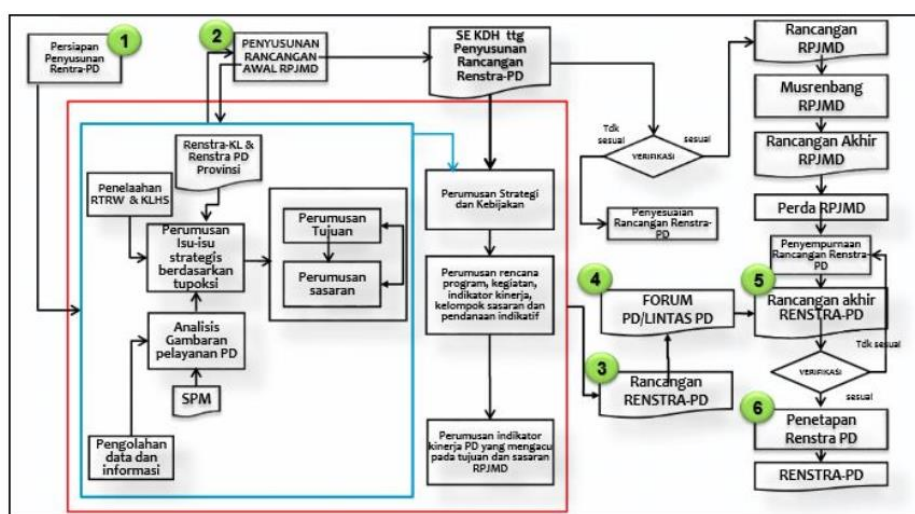 1
Persiapan
Penyusunan
Rentra-PD
2
PENYUSUNAN
RANCANGAN
AWAL RPJMD
SE KDH ttg
Penyusunan
Rancangan
Renstra-PD
Rancangan
RPJMD
Musrenbang
RPJMD
Rancangan Akhir
RPJMD
Perda RPJMD
Tdk
sesuai
sesuai
VERIFIKASI
Penyesuaian
Rancangan Renstra-
PD
Renstra-KL &
Renstra PD
Provinsi
Penelaahan
RTRW & KLHS
Perumusan
Isu-isu
strategis
berdasarkan
tupoksi
Perumusan
Tujuan
Perumusan
sasaran
Analisis
Gambaran
pelayanan PD
SPM
Pengolahan
data dan
informasi
Perumusan Strategi
dan Kebijakan
Perumusan rencana
program, kegiatan,
indikator kinerja,
kelompok sasaran dan
pendanaan indikatif
Perumusan indikator
kinerja PD yang mengacu
pada tujuan dan sasaran
RPJMD
3
Rancangan
RENSTRA-PD
4
FORUM
PD/LINTAS PD
Penyempurnaan
Rancangan Renstra-
PD
5
Rancangan akhir
RENSTRA-PD
Tdk sesuai
VERIFIKASI
sesuai
6
Penetapan
Renstra PD
RENSTRA-PD